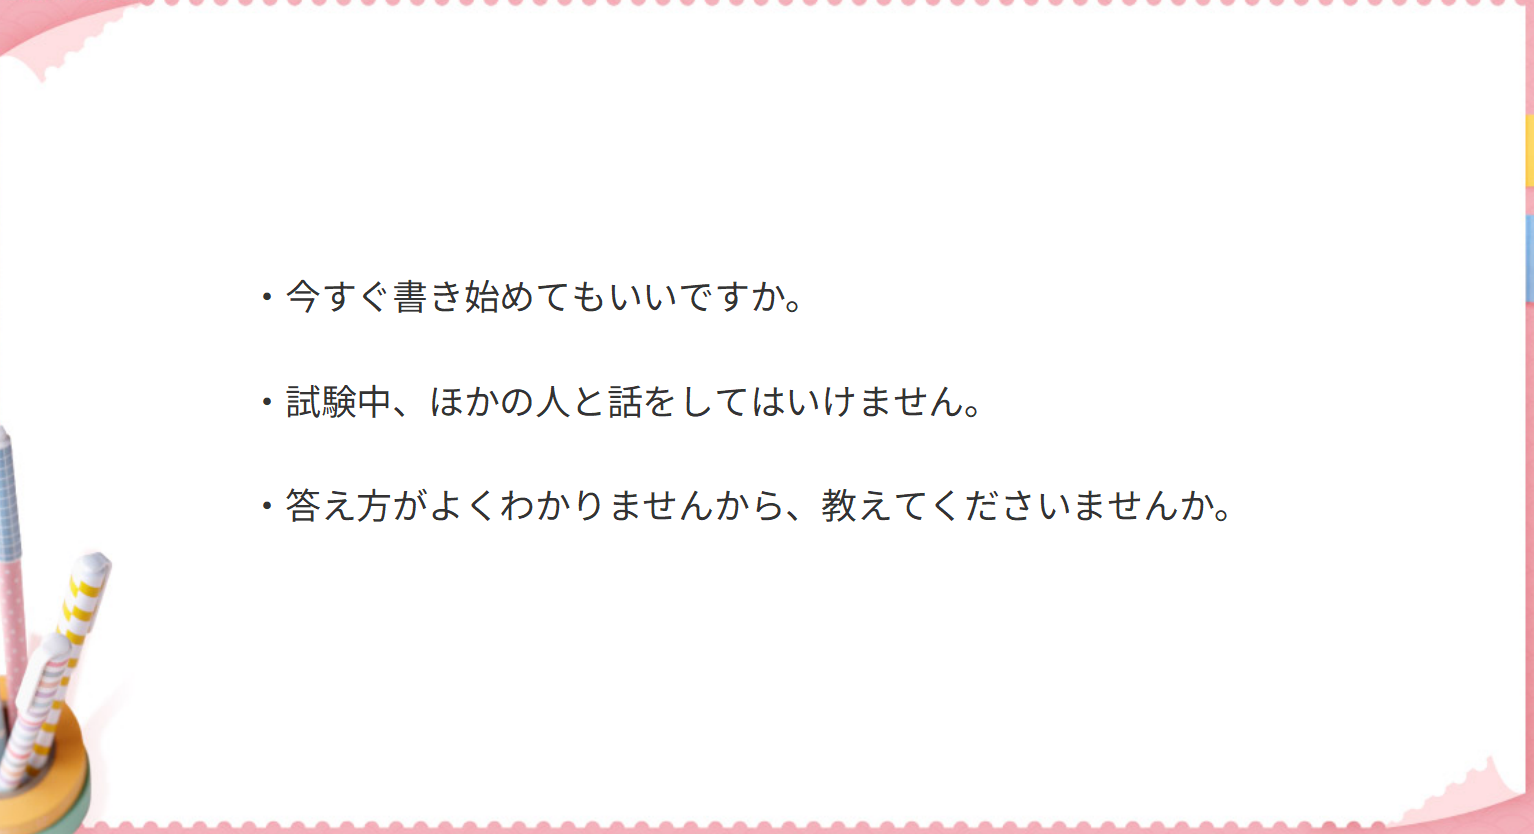 ・今すぐ書き始めてもいいですか。
・試験中、ほかの人と話をしてはいけません。
・答え方がよくわかりませんから、教えてくださいませんか。